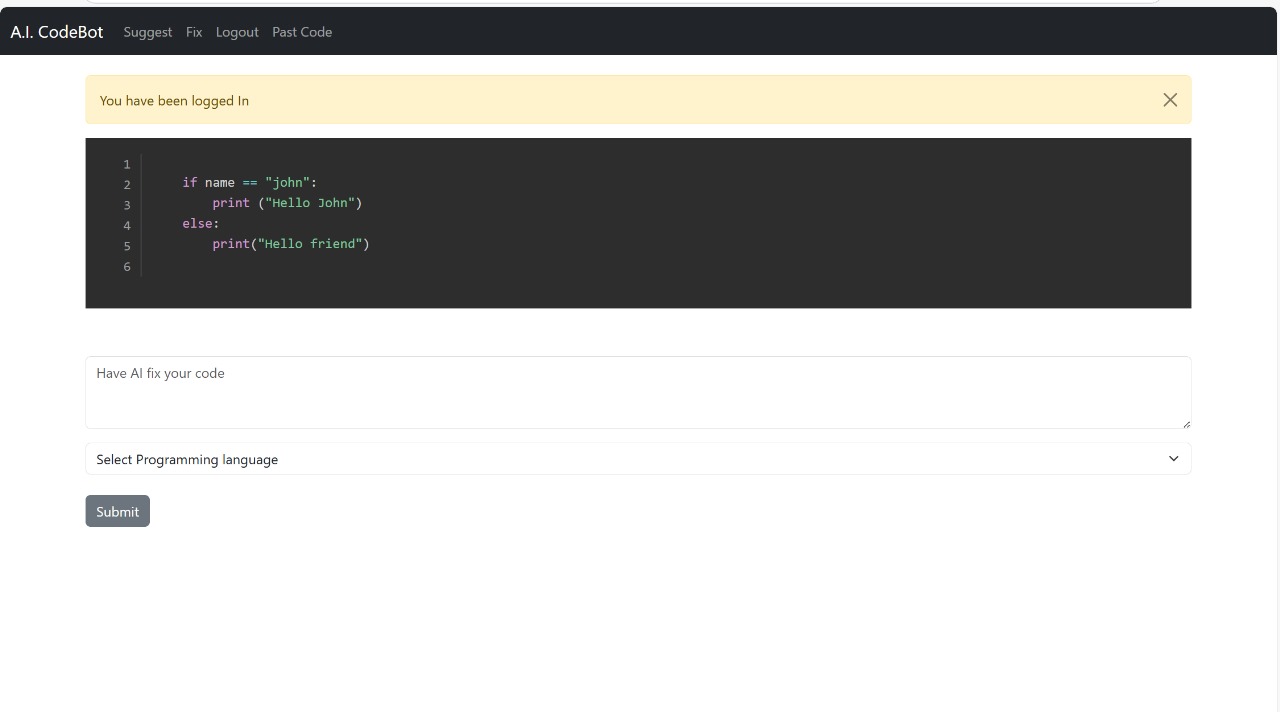 A.I. CodeBot Suggest Fix Logout Past Code
You have been logged In
1
2 if name == "john":
3 print ("Hello John")
4 else:
5 print("Hello friend")
6
Have AI fix your code
Select Programming language
Submit